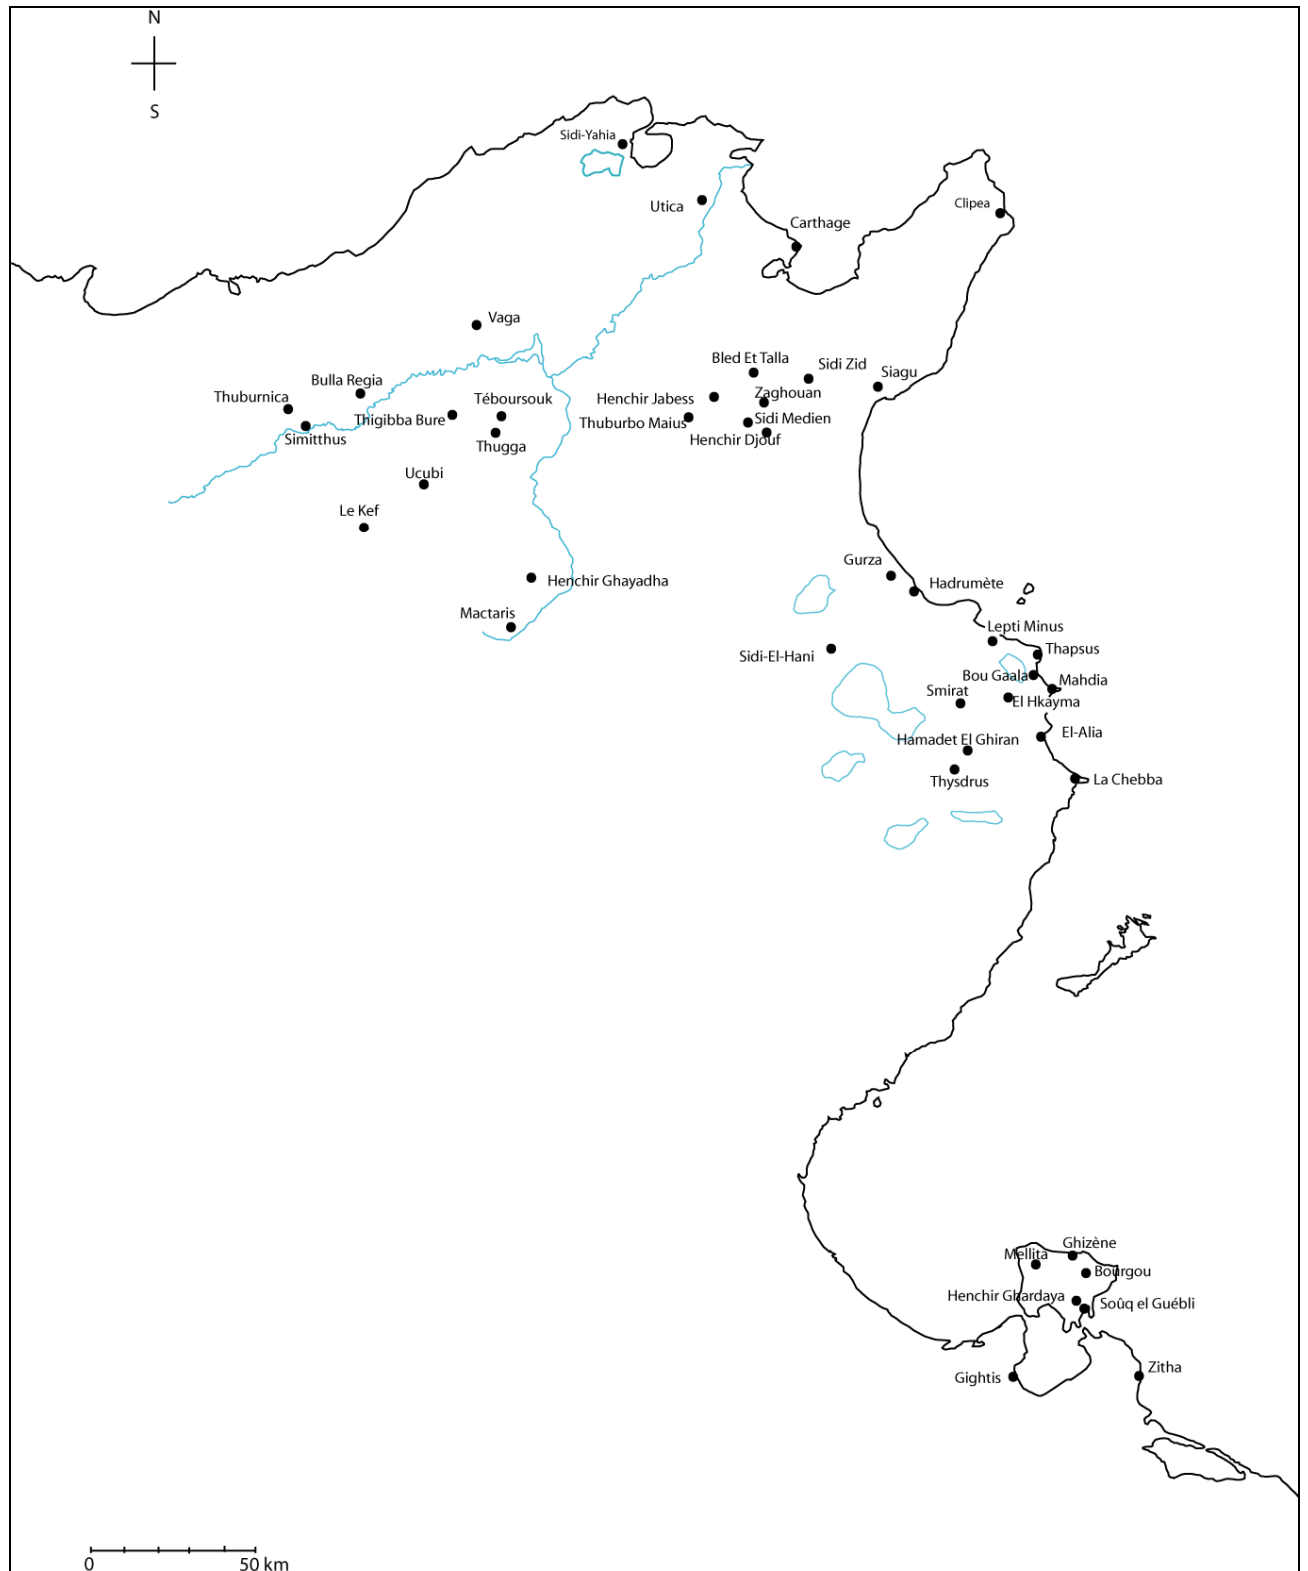 N
S
Sidi-Yahia
Utica
Clipea
Carthage
Vaga
Bled Et Talla
Sidi Zid
Siagu
Bulla Regia
Thuburnica
Zaghouan
Henchir Jabess
Téboursouk
Thigibba Bure
Thuburbo Maius
Sidi Medien
Simitthus
Henchir Djouf
Thugga
Ucubi
Le Kef
Gurza
Henchir Ghayadha
Hadrumète
Mactaris
Lepti Minus
Thapsus
Sidi-El-Hani
Bou Gaala
Mahdia
Smirat
El Hkayma
El-Alia
Hamadet El Ghiran
La Chebba
Thysdrus
Ghizène
Mellita
Bourgou
Henchir Ghardaya
Soûq el Guébli
Zitha
Gightis
0 50 km